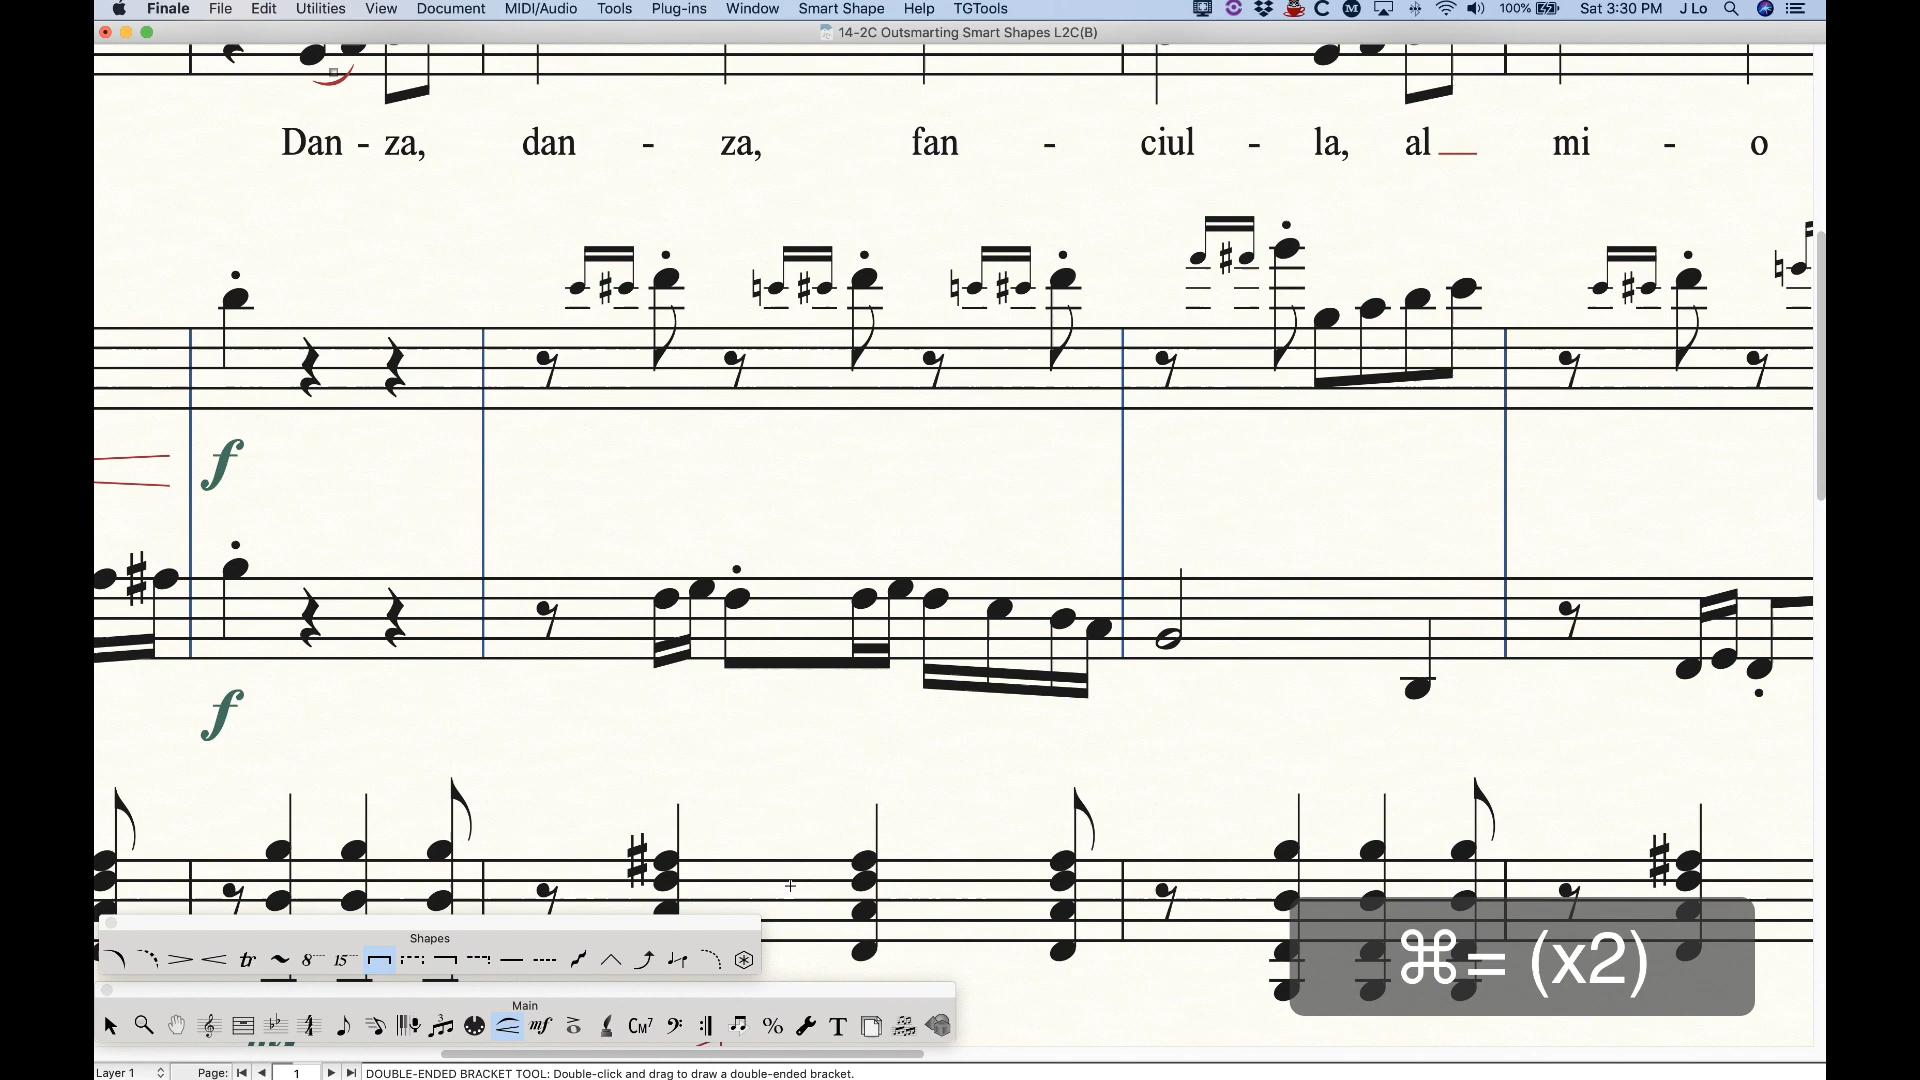 Finale File Edit Utilities View Document MIDI/Audio Tools Plug-ins Window Smart Shape Help TGTools 100% Sat 3:30 PM J Lo
14-2C Outsmarting Smart Shapes L2C(B)
Dan - za, dan - za, fan - ciul - la, al mi - o
f
f
Shapes
tr 8 15
⌘= (x2)
Main
mf CM7 % T
Layer 1 Page: 1 DOUBLE-ENDED BRACKET TOOL: Double-click and drag to draw a double-ended bracket.